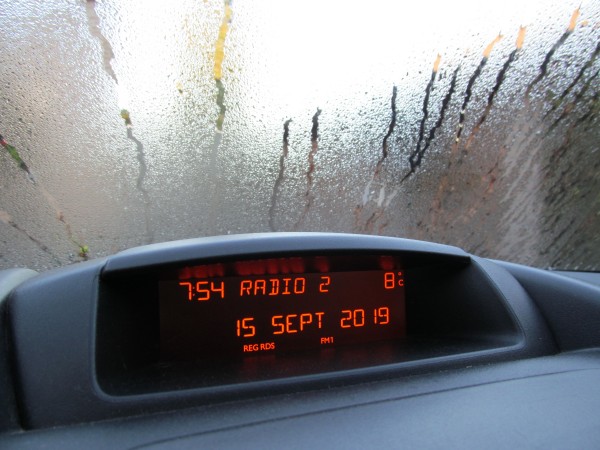 7:54 RADIO 2 8°C
15 SEPT 2019
REG RDS FM1